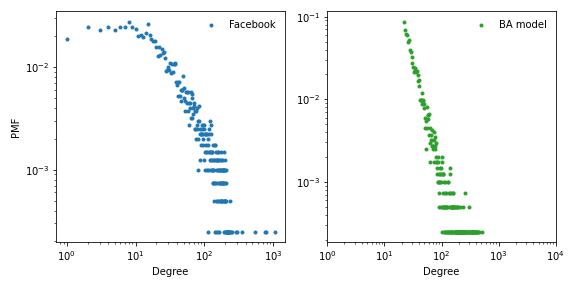 Facebook
PMF
10⁻²
10⁻³
10⁰ 10¹ 10² 10³
Degree
BA model
10⁻¹
10⁻²
10⁻³
10⁰ 10¹ 10² 10³ 10⁴
Degree